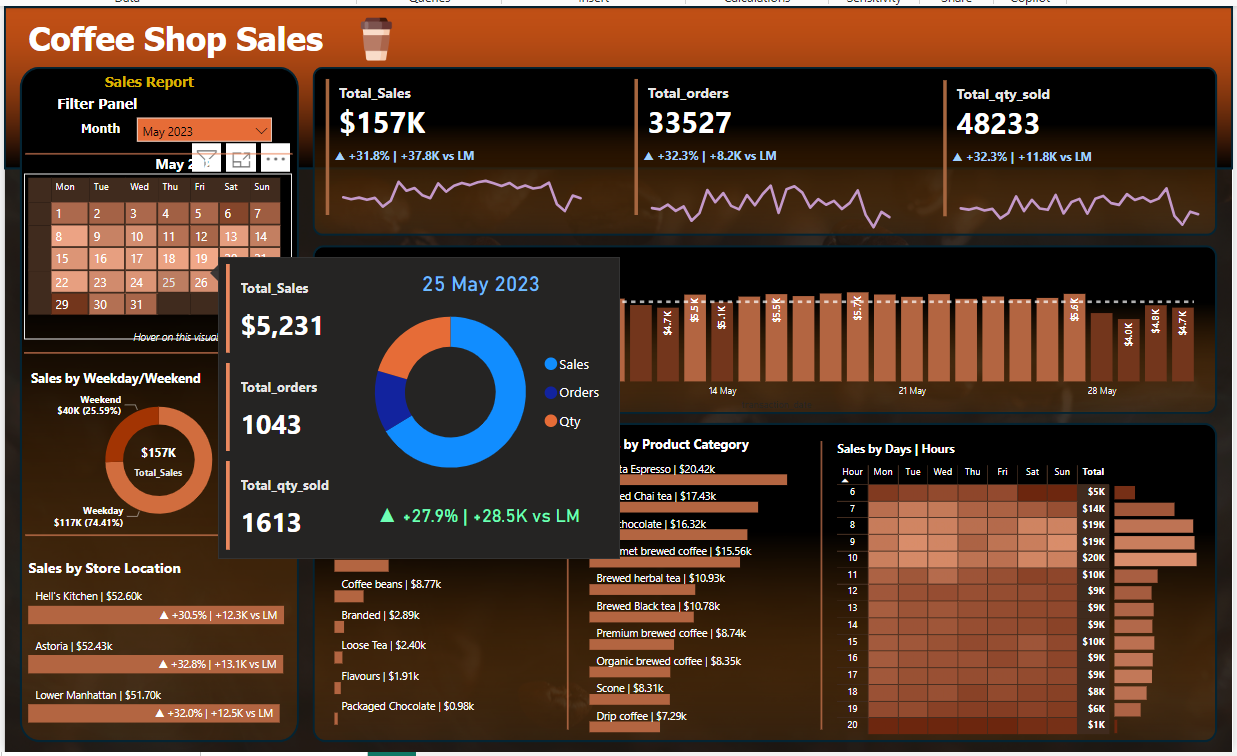 Data Queries Insert Calculations Sensitivity Share Copilot
Coffee Shop Sales
Sales Report
Filter Panel
Month
May 2023
May 2
Mon Tue Wed Thu Fri Sat Sun
1 2 3 4 5 6 7
8 9 10 11 12 13 14
15 16 17 18 19
22 23 24 25 26
29 30 31
Hover on this visual
Total_Sales
$157K
+31.8% | +37.8K vs LM
Total_orders
33527
+32.3% | +8.2K vs LM
Total_qty_sold
48233
+32.3% | +11.8K vs LM
25 May 2023
Total_Sales
$5,231
Total_orders
1043
Total_qty_sold
1613
Sales
Orders
Qty
+27.9% | +28.5K vs LM
$4.7K
$5.5K
$5.1K
$5.5K
$5.7K
$5.6K
$4.0K
$4.8K
$4.7K
14 May
21 May
28 May
Sales by Weekday/Weekend
Weekend
$40K (25.59%)
$157K
Total_Sales
Weekday
$117K (74.41%)
Sales by Store Location
Hell's Kitchen | $52.60k
+30.5% | +12.3K vs LM
Astoria | $52.43k
+32.8% | +13.1K vs LM
Lower Manhattan | $51.70k
+32.0% | +12.5K vs LM
Coffee beans | $8.77k
Branded | $2.89k
Loose Tea | $2.40k
Flavours | $1.91k
Packaged Chocolate | $0.98k
by Product Category
ta Espresso | $20.42k
ed Chai tea | $17.43k
chocolate | $16.32k
met brewed coffee | $15.56k
Brewed herbal tea | $10.93k
Brewed Black tea | $10.78k
Premium brewed coffee | $8.74k
Organic brewed coffee | $8.35k
Scone | $8.31k
Drip coffee | $7.29k
Sales by Days | Hours
Hour Mon Tue Wed Thu Fri Sat Sun Total
6 $5K
7 $14K
8 $19K
9 $19K
10 $20K
11 $10K
12 $9K
13 $9K
14 $9K
15 $10K
16 $9K
17 $9K
18 $8K
19 $6K
20 $1K